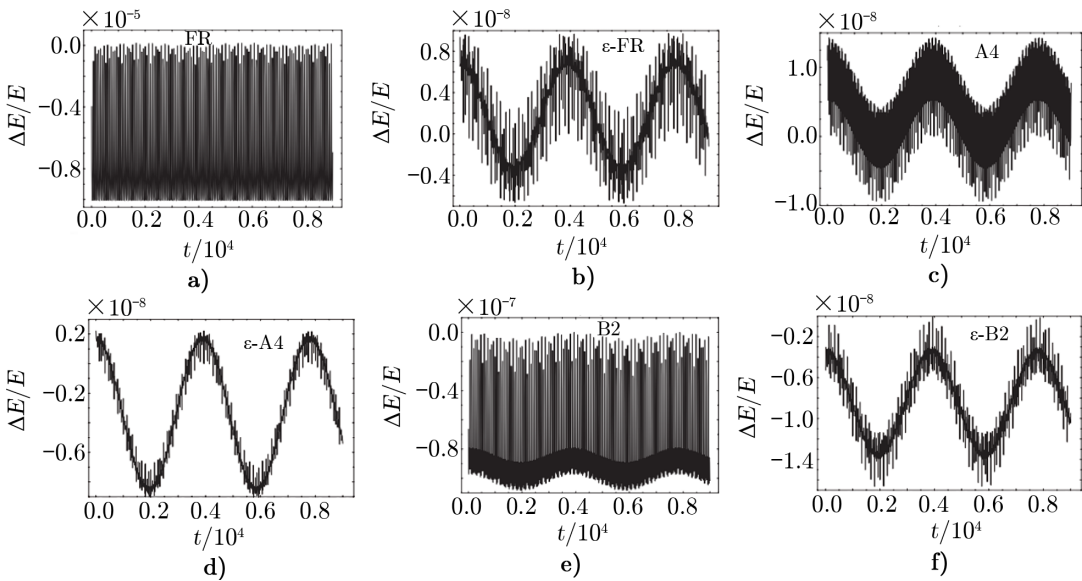 ×10⁻⁵
FR
0.0
−0.4
−0.8
ΔE/E
0.0 0.2 0.4 0.6 0.8
t/10⁴
a)
×10⁻⁸
ε-FR
0.8
0.4
0.0
−0.4
ΔE/E
0.0 0.2 0.4 0.6 0.8
t/10⁴
b)
×10⁻⁸
A4
1.0
0.0
−1.0
ΔE/E
0.0 0.2 0.4 0.6 0.8
t/10⁴
c)
×10⁻⁸
ε-A4
0.2
−0.2
−0.6
ΔE/E
0.0 0.2 0.4 0.6 0.8
t/10⁴
d)
×10⁻⁷
B2
0.0
−0.4
−0.8
ΔE/E
0.0 0.2 0.4 0.6 0.8
t/10⁴
e)
×10⁻⁸
ε-B2
−0.2
−0.6
−1.0
−1.4
ΔE/E
0.0 0.2 0.4 0.6 0.8
t/10⁴
f)